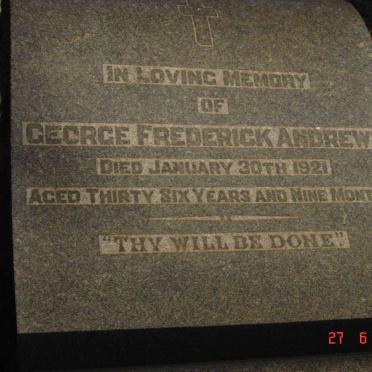 IN LOVING MEMORY
OF
GEORGE FREDERICK ANDREW
DIED JANUARY 30TH 1921
AGED THIRTY SIX YEARS AND NINE MONT
"THY WILL BE DONE"
27 6